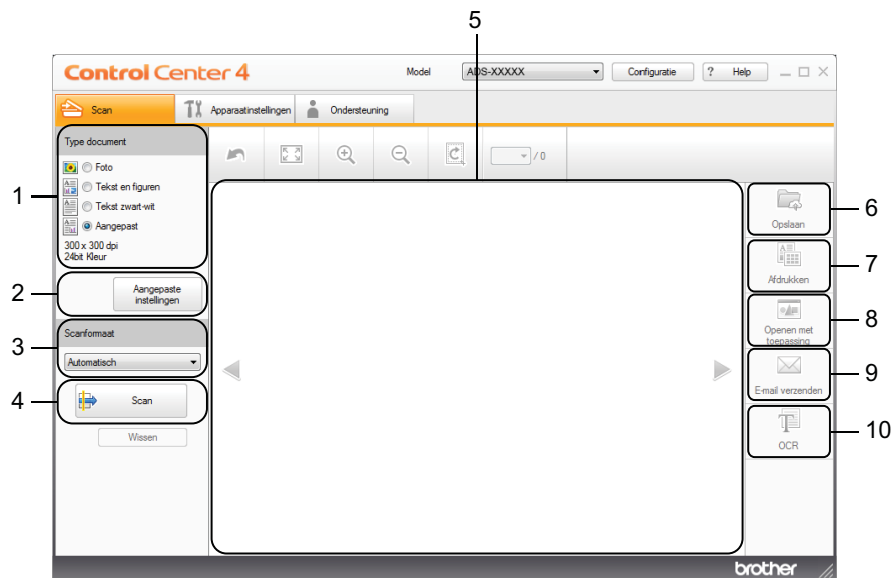 5
Control Center 4
Model
ADS-XXXXX
Configuratie
? Help
Scan
Apparaatinstellingen
Ondersteuning
/ 0
1
Type document
Foto
Tekst en figuren
Tekst zwart-wit
Aangepast
300 x 300 dpi
24bit Kleur
2
Aangepaste
instellingen
3
Scanformaat
Automatisch
4
Scan
Wissen
Opslaan
6
Afdrukken
7
Openen met
toepassing
8
E-mail verzenden
9
OCR
10
brother